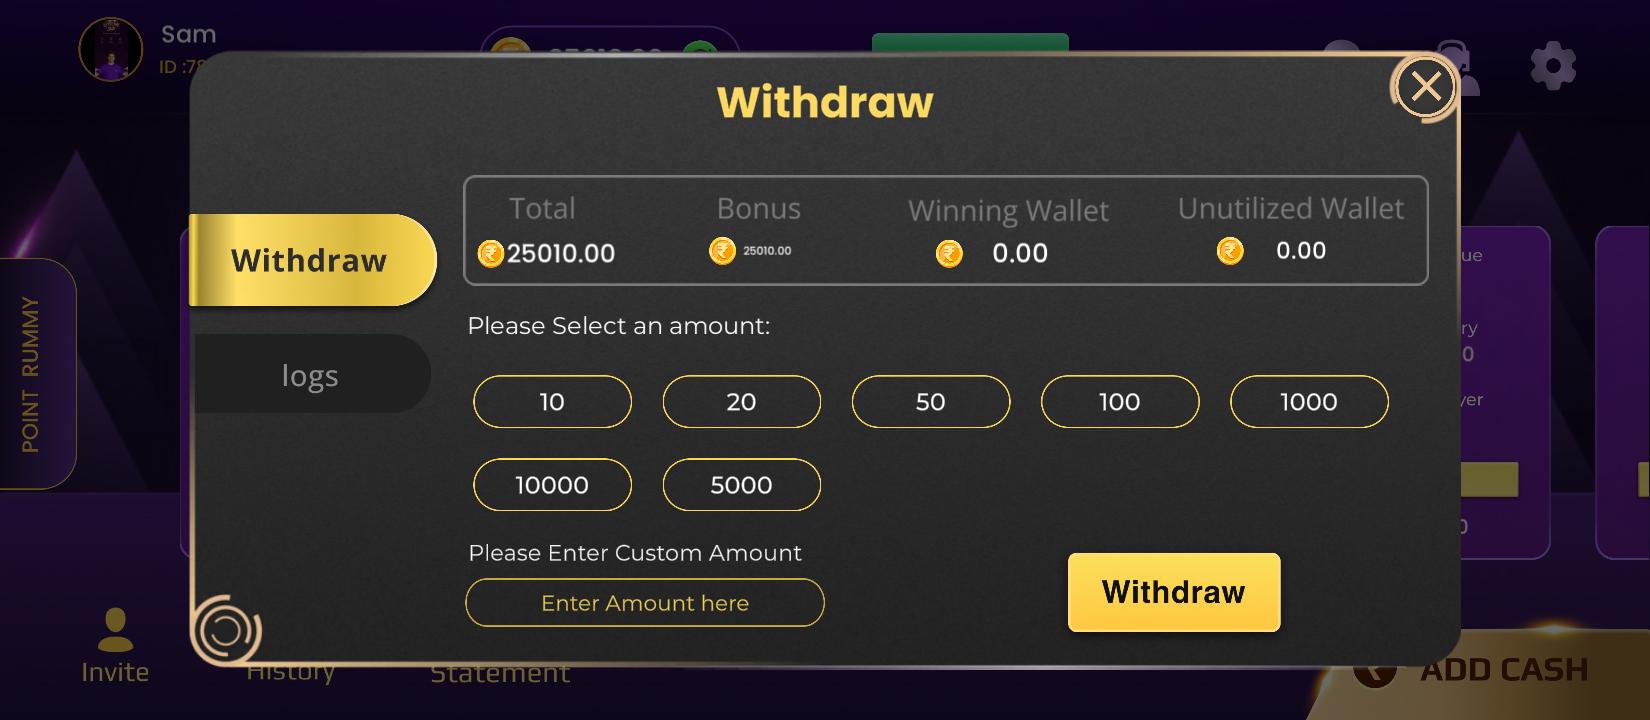 Sam
ID :78
Withdraw
Total
Bonus
Winning Wallet
Unutilized Wallet
25010.00
25010.00
0.00
0.00
Withdraw
logs
POINT RUMMY
Please Select an amount:
10
20
50
100
1000
10000
5000
Please Enter Custom Amount
Enter Amount here
Withdraw
Invite
History
Statement
ADD CASH